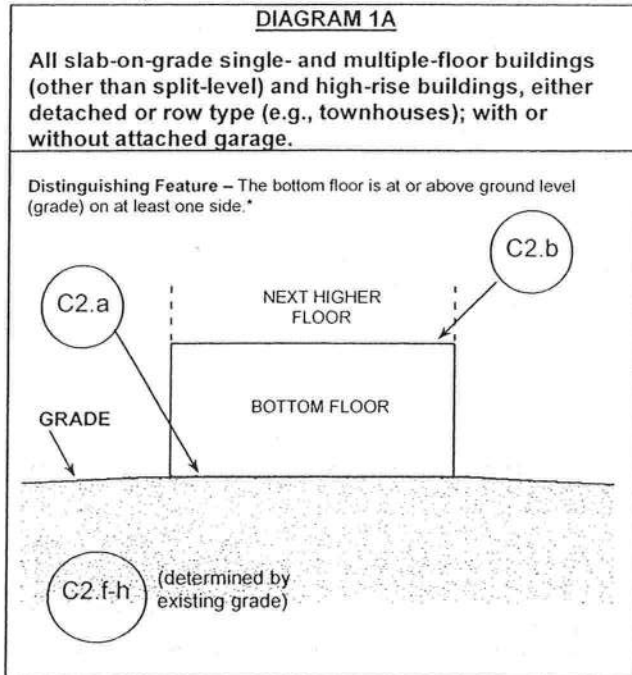 DIAGRAM 1A
All slab-on-grade single- and multiple-floor buildings
(other than split-level) and high-rise buildings, either
detached or row type (e.g., townhouses); with or
without attached garage.
Distinguishing Feature – The bottom floor is at or above ground level
(grade) on at least one side.*
C2.b
C2.a
NEXT HIGHER
FLOOR
BOTTOM FLOOR
GRADE
C2.f-h
(determined by
existing grade)